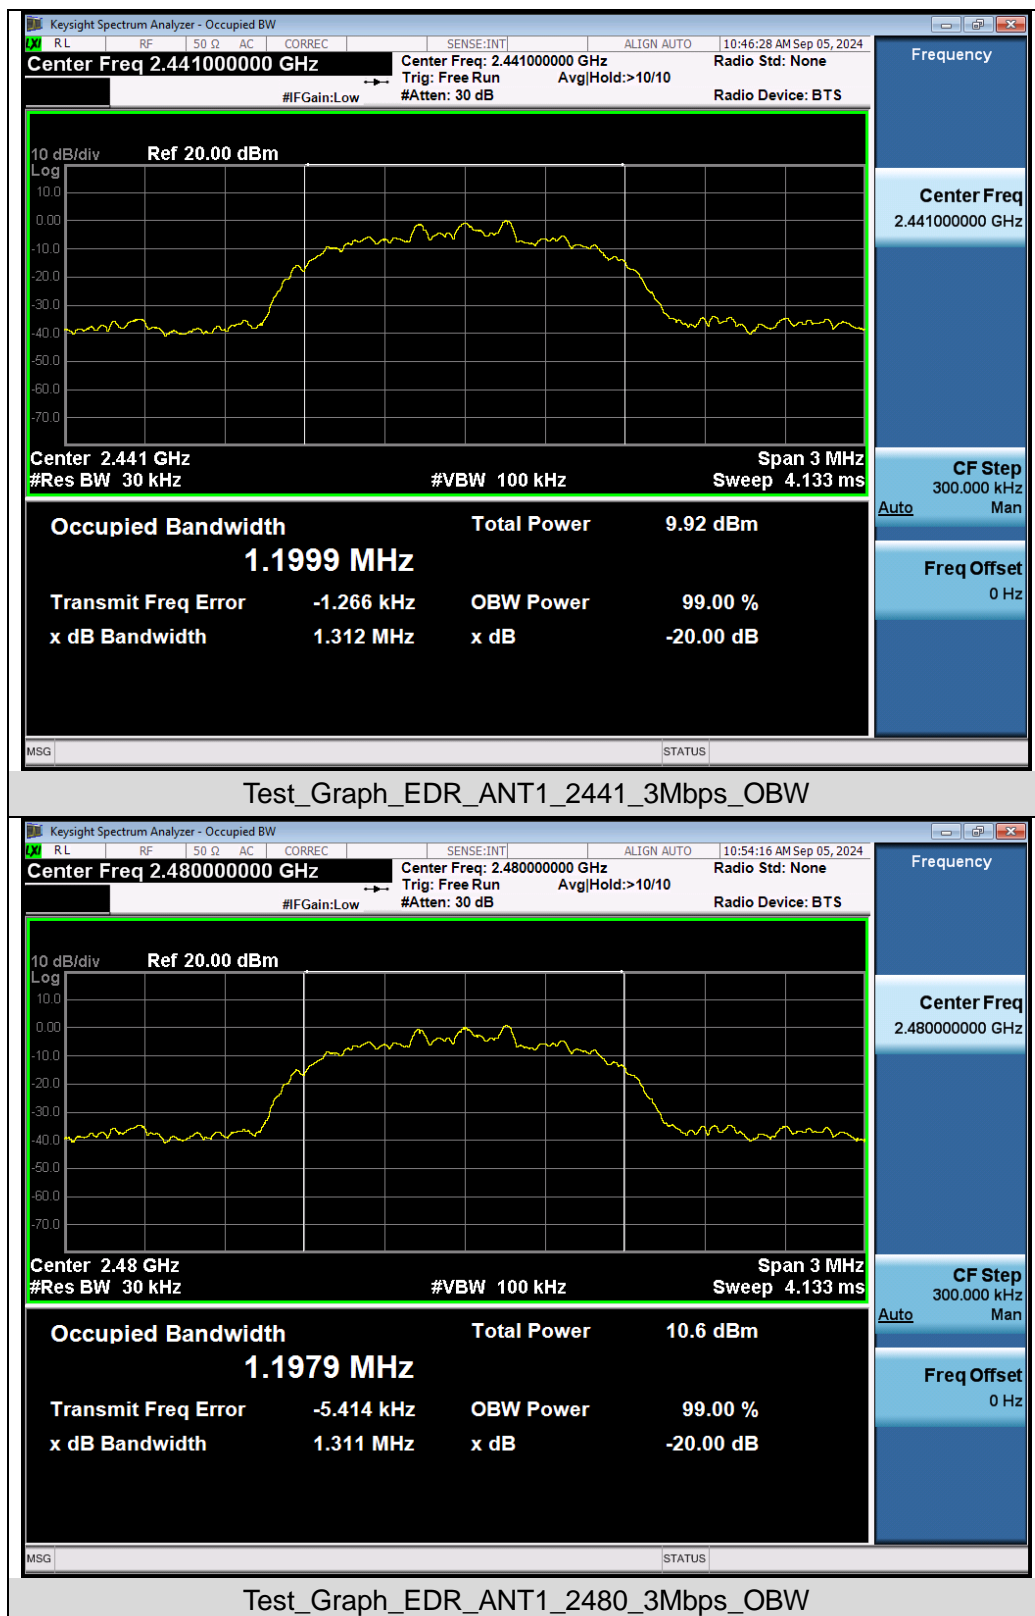 Keysight Spectrum Analyzer - Occupied BW
LXI RL RF 50 Ω AC CORREC SENSE:INT ALIGN AUTO 10:46:28 AM Sep 05, 2024
Center Freq 2.441000000 GHz
Center Freq: 2.441000000 GHz Radio Std: None
Trig: Free Run Avg|Hold:>10/10
#IFGain:Low #Atten: 30 dB Radio Device: BTS
Frequency
10 dB/div Ref 20.00 dBm
Log
10.0
0.00
-10.0
-20.0
-30.0
-40.0
-50.0
-60.0
-70.0
Center Freq
2.441000000 GHz
Center 2.441 GHz Span 3 MHz
#Res BW 30 kHz #VBW 100 kHz Sweep 4.133 ms
CF Step
300.000 kHz
Auto Man
Freq Offset
0 Hz
Occupied Bandwidth Total Power 9.92 dBm
1.1999 MHz
Transmit Freq Error -1.266 kHz OBW Power 99.00 %
x dB Bandwidth 1.312 MHz x dB -20.00 dB
MSG STATUS
Test_Graph_EDR_ANT1_2441_3Mbps_OBW
Keysight Spectrum Analyzer - Occupied BW
LXI RL RF 50 Ω AC CORREC SENSE:INT ALIGN AUTO 10:54:16 AM Sep 05, 2024
Center Freq 2.480000000 GHz
Center Freq: 2.480000000 GHz Radio Std: None
Trig: Free Run Avg|Hold:>10/10
#IFGain:Low #Atten: 30 dB Radio Device: BTS
Frequency
10 dB/div Ref 20.00 dBm
Log
10.0
0.00
-10.0
-20.0
-30.0
-40.0
-50.0
-60.0
-70.0
Center Freq
2.480000000 GHz
Center 2.48 GHz Span 3 MHz
#Res BW 30 kHz #VBW 100 kHz Sweep 4.133 ms
CF Step
300.000 kHz
Auto Man
Freq Offset
0 Hz
Occupied Bandwidth Total Power 10.6 dBm
1.1979 MHz
Transmit Freq Error -5.414 kHz OBW Power 99.00 %
x dB Bandwidth 1.311 MHz x dB -20.00 dB
MSG STATUS
Test_Graph_EDR_ANT1_2480_3Mbps_OBW